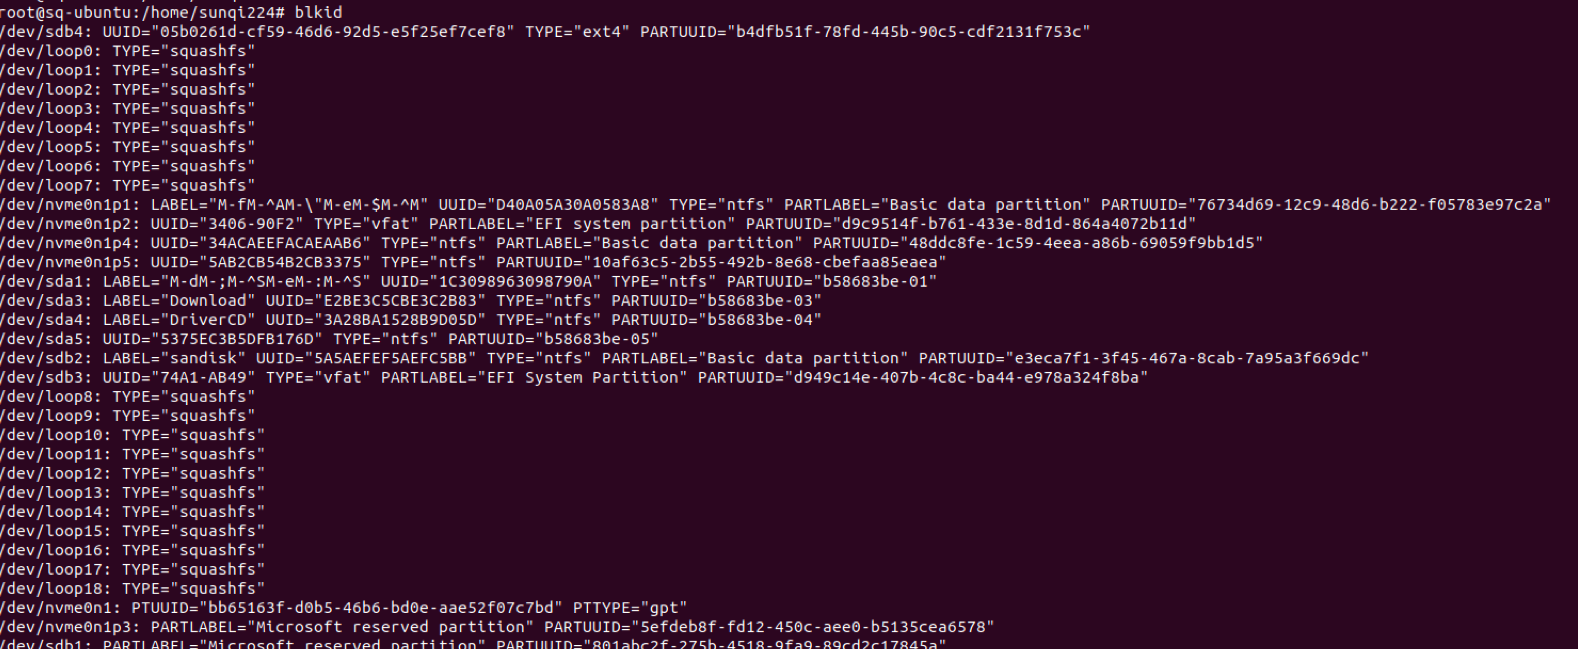 root@sq-ubuntu:/home/sunqi224# blkid
/dev/sdb4: UUID="05b0261d-cf59-46d6-92d5-e5f25ef7cef8" TYPE="ext4" PARTUUID="b4dfb51f-78fd-445b-90c5-cdf2131f753c"
/dev/loop0: TYPE="squashfs"
/dev/loop1: TYPE="squashfs"
/dev/loop2: TYPE="squashfs"
/dev/loop3: TYPE="squashfs"
/dev/loop4: TYPE="squashfs"
/dev/loop5: TYPE="squashfs"
/dev/loop6: TYPE="squashfs"
/dev/loop7: TYPE="squashfs"
/dev/nvme0n1p1: LABEL="M-fM-^AM-\"M-eM-$M-^M" UUID="D40A05A30A0583A8" TYPE="ntfs" PARTLABEL="Basic data partition" PARTUUID="76734d69-12c9-48d6-b222-f05783e97c2a"
/dev/nvme0n1p2: UUID="3406-90F2" TYPE="vfat" PARTLABEL="EFI system partition" PARTUUID="d9c9514f-b761-433e-8d1d-864a4072b11d"
/dev/nvme0n1p4: UUID="34ACAEEFACAEAAB6" TYPE="ntfs" PARTLABEL="Basic data partition" PARTUUID="48ddc8fe-1c59-4eea-a86b-69059f9bb1d5"
/dev/nvme0n1p5: UUID="5AB2CB54B2CB3375" TYPE="ntfs" PARTUUID="10af63c5-2b55-492b-8e68-cbefaa85eaea"
/dev/sda1: LABEL="M-dM-;M-^SM-eM-:M-^S" UUID="1C3098963098790A" TYPE="ntfs" PARTUUID="b58683be-01"
/dev/sda3: LABEL="Download" UUID="E2BE3C5CBE3C2B83" TYPE="ntfs" PARTUUID="b58683be-03"
/dev/sda4: LABEL="DriverCD" UUID="3A28BA1528B9D05D" TYPE="ntfs" PARTUUID="b58683be-04"
/dev/sda5: UUID="5375EC3B5DFB176D" TYPE="ntfs" PARTUUID="b58683be-05"
/dev/sdb2: LABEL="sandisk" UUID="5A5AEFEF5AEFC5BB" TYPE="ntfs" PARTLABEL="Basic data partition" PARTUUID="e3eca7f1-3f45-467a-8cab-7a95a3f669dc"
/dev/sdb3: UUID="74A1-AB49" TYPE="vfat" PARTLABEL="EFI System Partition" PARTUUID="d949c14e-407b-4c8c-ba44-e978a324f8ba"
/dev/loop8: TYPE="squashfs"
/dev/loop9: TYPE="squashfs"
/dev/loop10: TYPE="squashfs"
/dev/loop11: TYPE="squashfs"
/dev/loop12: TYPE="squashfs"
/dev/loop13: TYPE="squashfs"
/dev/loop14: TYPE="squashfs"
/dev/loop15: TYPE="squashfs"
/dev/loop16: TYPE="squashfs"
/dev/loop17: TYPE="squashfs"
/dev/loop18: TYPE="squashfs"
/dev/nvme0n1: PTUUID="bb65163f-d0b5-46b6-bd0e-aae52f07c7bd" PTTYPE="gpt"
/dev/nvme0n1p3: PARTLABEL="Microsoft reserved partition" PARTUUID="5efdeb8f-fd12-450c-aee0-b5135cea6578"
/dev/sdb1: PARTLABEL="Microsoft reserved partition" PARTUUID="801abc2f-275b-4518-9fa9-89cd2c17845a"